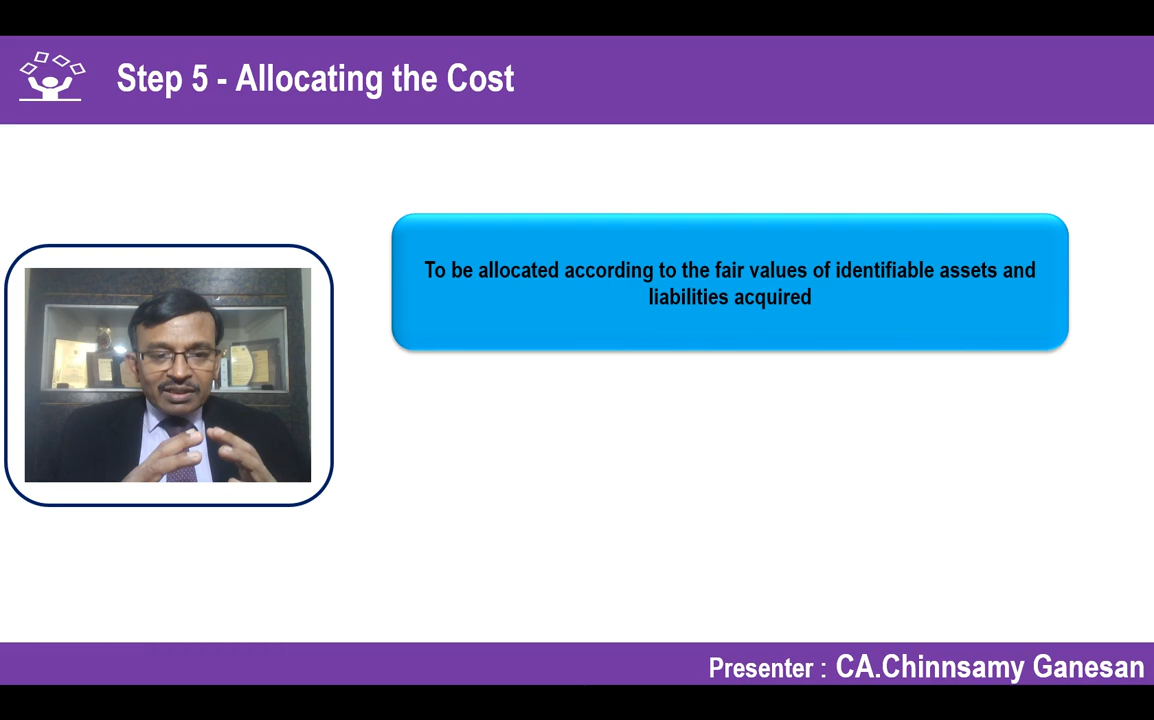 Step 5 - Allocating the Cost
To be allocated according to the fair values of identifiable assets and
liabilities acquired
Presenter : CA.Chinnsamy Ganesan